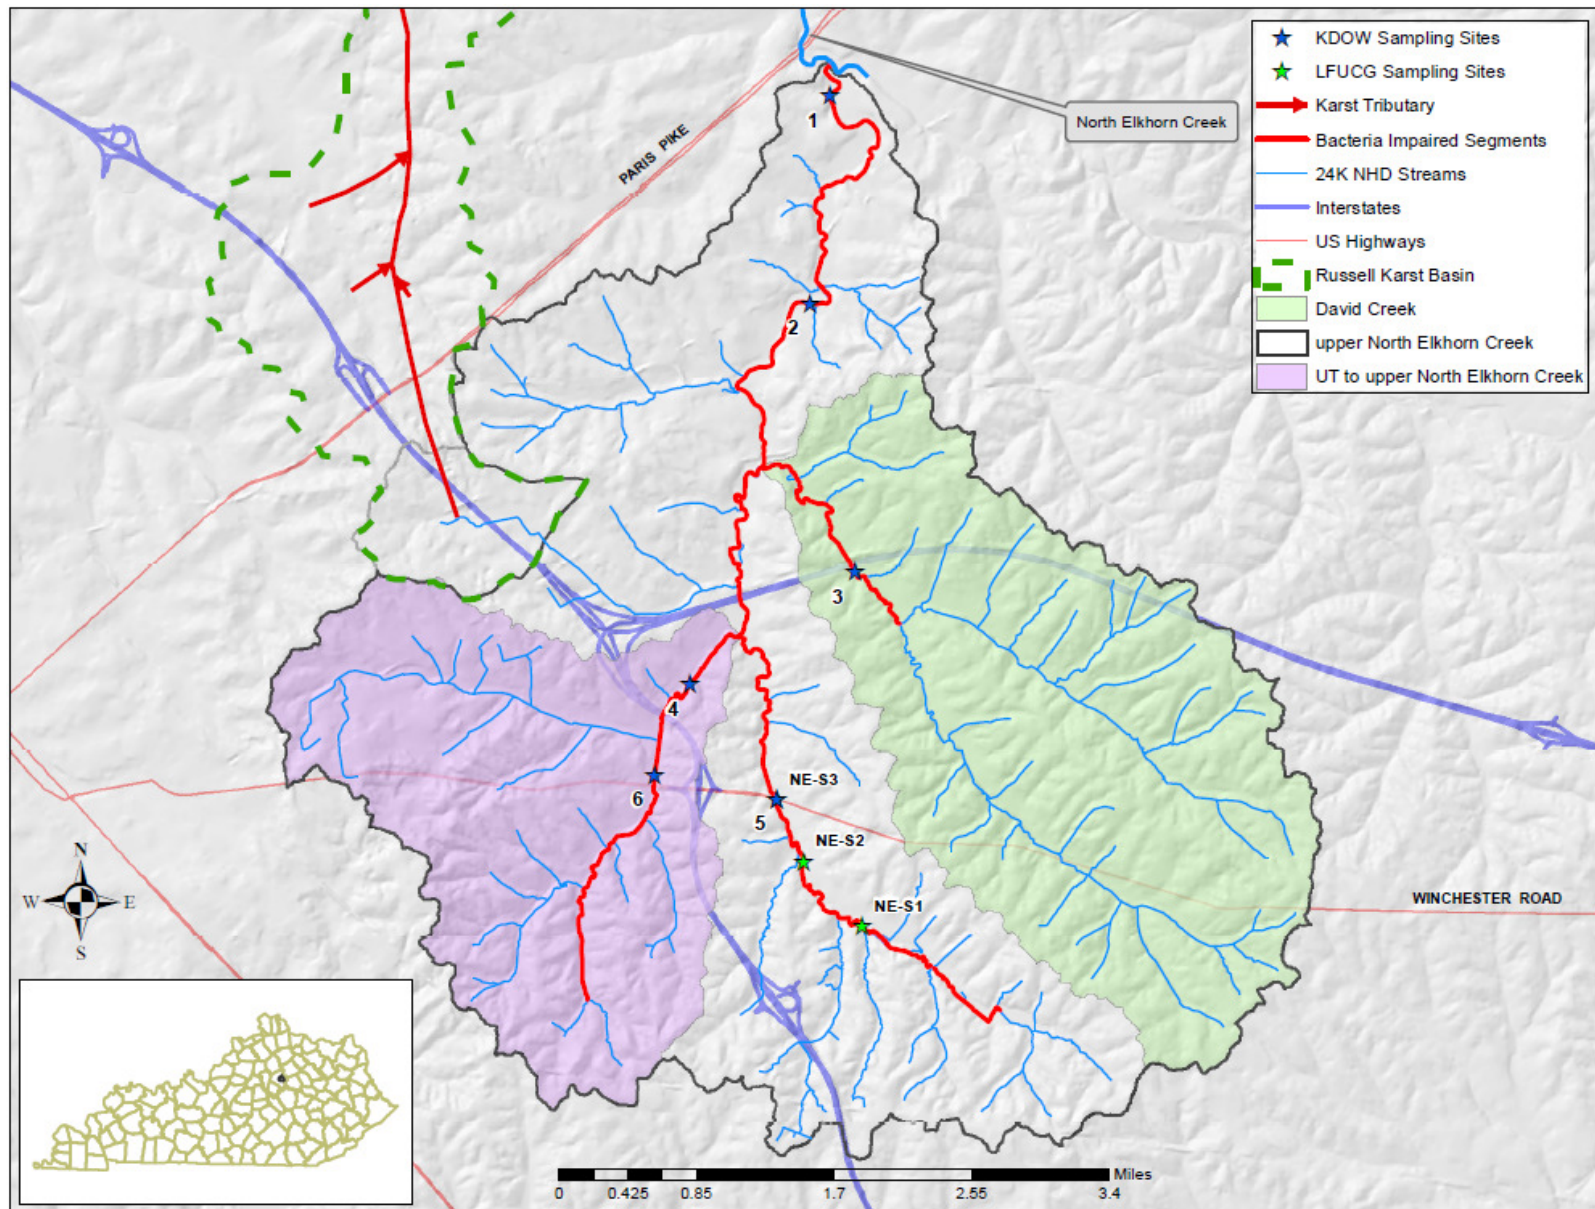 KDOW Sampling Sites
LFUCG Sampling Sites
Karst Tributary
Bacteria Impaired Segments
24K NHD Streams
Interstates
US Highways
Russell Karst Basin
David Creek
upper North Elkhorn Creek
UT to upper North Elkhorn Creek
North Elkhorn Creek
1
PARIS PIKE
2
3
4
6
NE-S3
5
NE-S2
NE-S1
WINCHESTER ROAD
N
W E
S
Miles
0 0.425 0.85 1.7 2.55 3.4